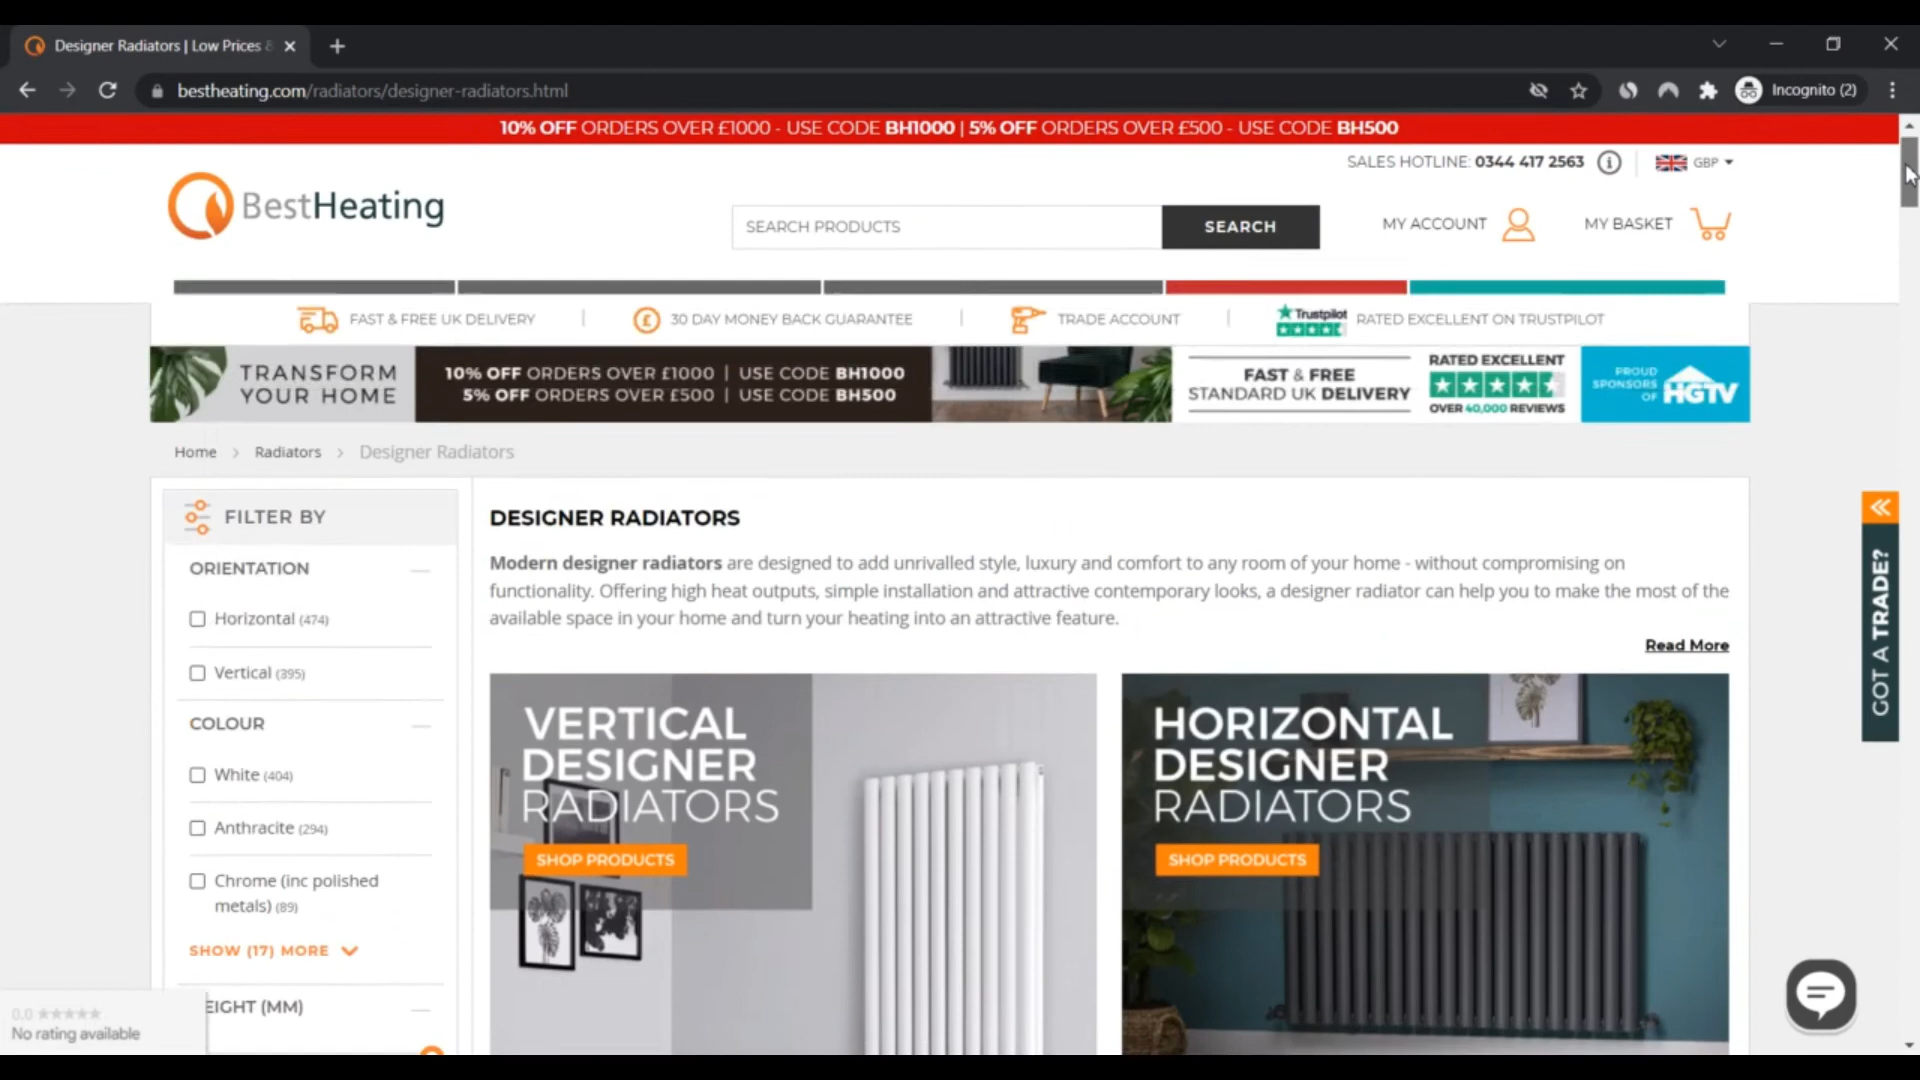 Designer Radiators | Low Prices &
bestheating.com/radiators/designer-radiators.html
Incognito (2)
10% OFF ORDERS OVER £1000 - USE CODE BH1000 | 5% OFF ORDERS OVER £500 - USE CODE BH500
SALES HOTLINE: 0344 417 2563
GBP
BestHeating
SEARCH PRODUCTS
SEARCH
MY ACCOUNT
MY BASKET
FAST & FREE UK DELIVERY
30 DAY MONEY BACK GUARANTEE
TRADE ACCOUNT
Trustpilot
RATED EXCELLENT ON TRUSTPILOT
TRANSFORM
YOUR HOME
10% OFF ORDERS OVER £1000 | USE CODE BH1000
5% OFF ORDERS OVER £500 | USE CODE BH500
FAST & FREE
STANDARD UK DELIVERY
RATED EXCELLENT
OVER 40,000 REVIEWS
PROUD
SPONSORS
OF
HGTV
Home > Radiators > Designer Radiators
FILTER BY
ORIENTATION
Horizontal (474)
Vertical (395)
COLOUR
White (404)
Anthracite (294)
Chrome (inc polished
metals) (89)
SHOW (17) MORE
EIGHT (MM)
0.0
No rating available
DESIGNER RADIATORS
Modern designer radiators are designed to add unrivalled style, luxury and comfort to any room of your home - without compromising on
functionality. Offering high heat outputs, simple installation and attractive contemporary looks, a designer radiator can help you to make the most of the
available space in your home and turn your heating into an attractive feature.
Read More
VERTICAL
DESIGNER
RADIATORS
SHOP PRODUCTS
HORIZONTAL
DESIGNER
RADIATORS
SHOP PRODUCTS
GOT A TRADE?